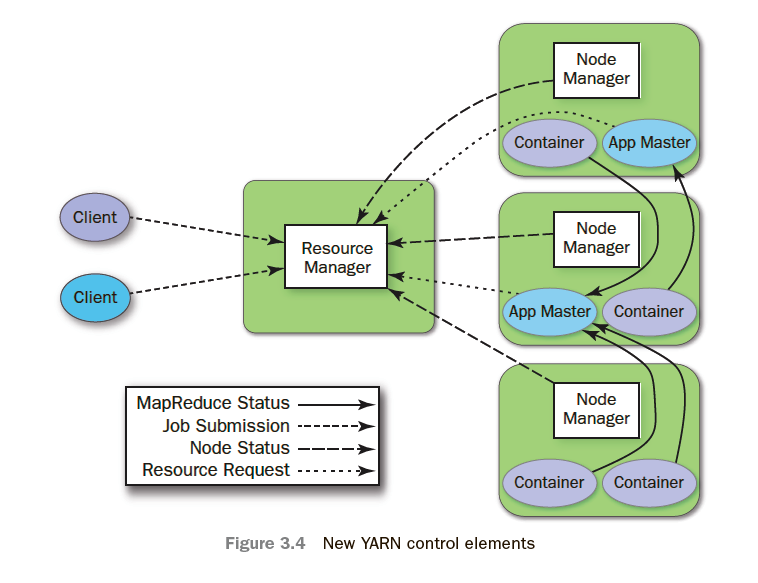 Node
Manager
Container
App Master
Client
Resource
Manager
Node
Manager
Client
App Master
Container
Node
Manager
Container
Container
MapReduce Status
Job Submission
Node Status
Resource Request
Figure 3.4 New YARN control elements